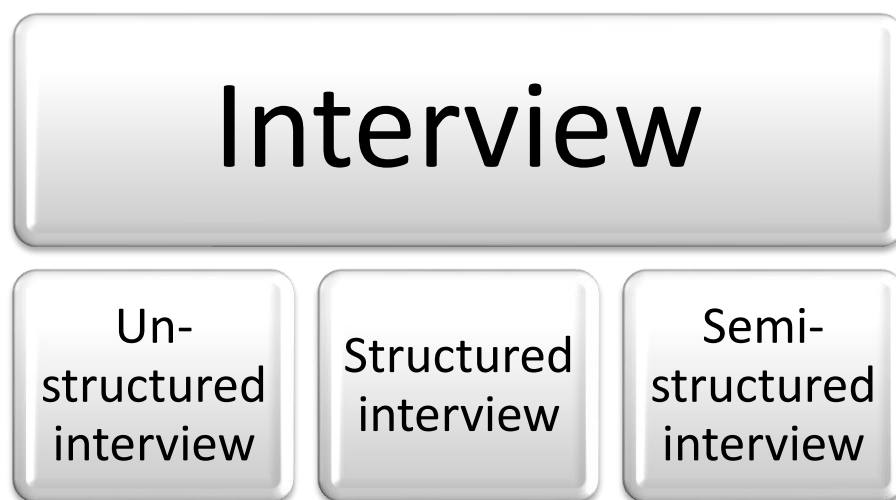 Interview
Un-
structured
interview
Structured
interview
Semi-
structured
interview